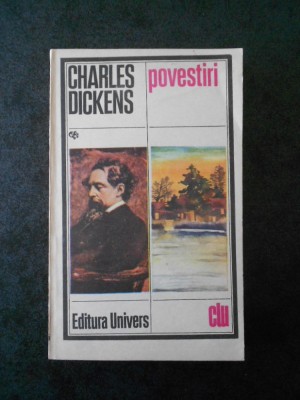 CHARLES
DICKENS
povestiri
Editura Univers
clu